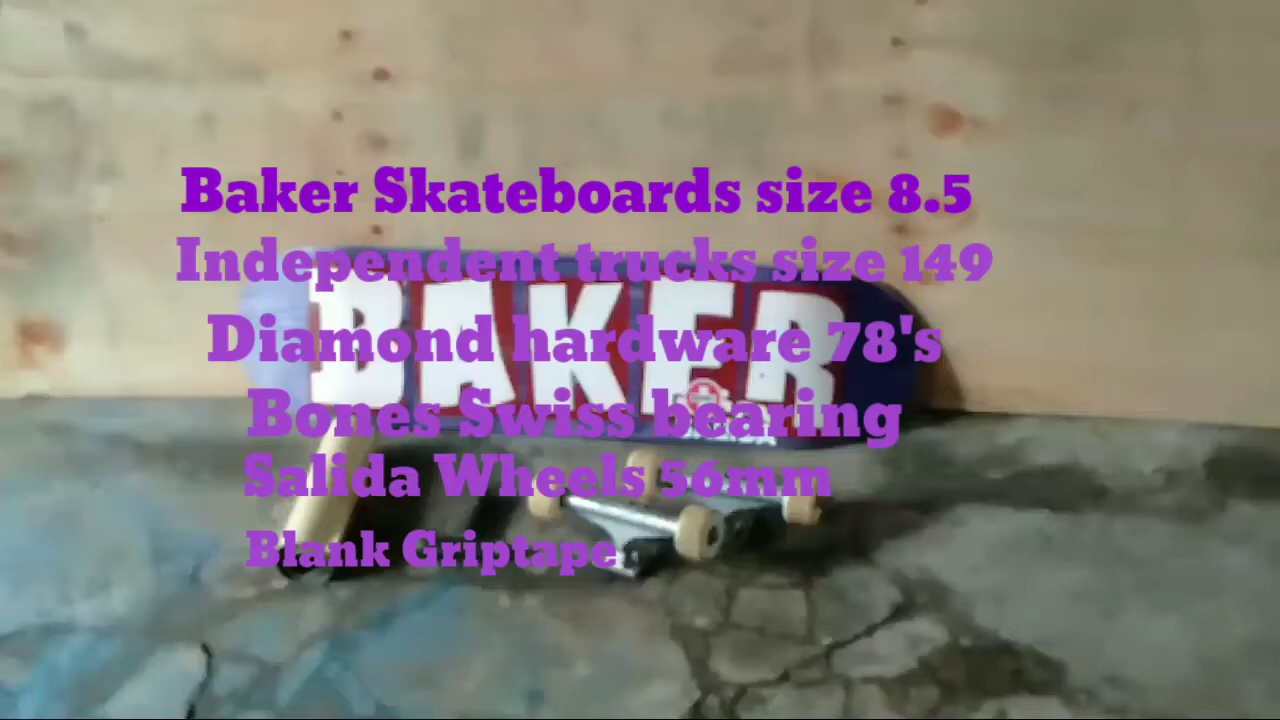 Baker Skateboards size 8.5
Independent trucks size 149
BAKER
Diamond hardware 78's
Bones Swiss bearing
Salida Wheels 56mm
Blank Griptape